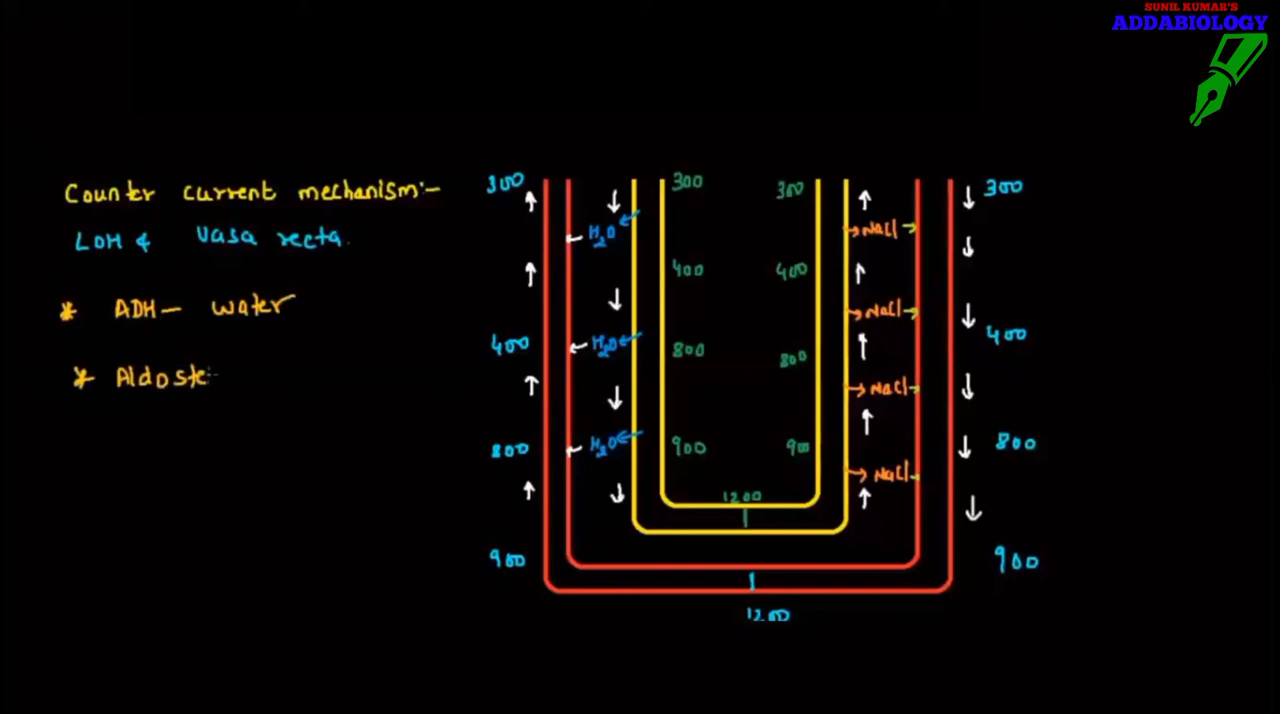 SUNIL KUMAR'S
ADDABIOLOGY
Counter current mechanism:-
LOH & Vasa recta.
* ADH - water
* Aldoste
300 300 300 300
H2O NaCl
400 400
NaCl
400 H2O 400
800 800
NaCl
800 H2O 900 900 800
NaCl
1200
900 900
1200